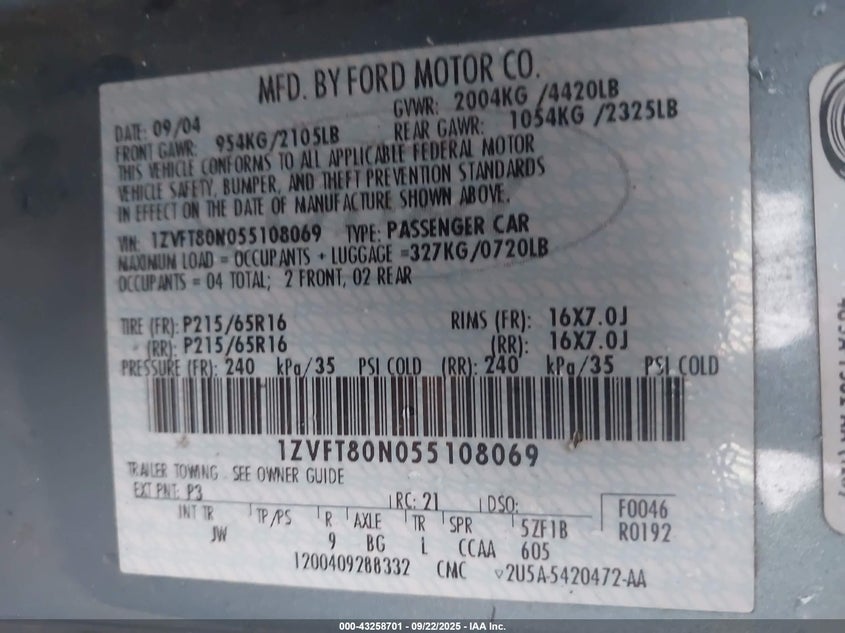 MFD. BY FORD MOTOR CO.
DATE: 09/04 GVWR: 2004KG /4420LB
FRONT GAWR: 954KG/2105LB REAR GAWR: 1054KG /2325LB
THIS VEHICLE CONFORMS TO ALL APPLICABLE FEDERAL MOTOR
VEHICLE SAFETY, BUMPER, AND THEFT PREVENTION STANDARDS
IN EFFECT ON THE DATE OF MANUFACTURE SHOWN ABOVE.
VIN: 1ZVFT80N055108069 TYPE: PASSENGER CAR
MAXIMUM LOAD = OCCUPANTS + LUGGAGE =327KG/0720LB
OCCUPANTS = 04 TOTAL; 2 FRONT, 02 REAR
TIRE (FR): P215/65R16 RIMS (FR): 16X7.0J
(RR): P215/65R16 (RR): 16X7.0J
PRESSURE (FR): 240 kPa/35 PSI COLD (RR): 240 kPa/35 PSI COLD
1ZVFT80N055108069
TRAILER TOWING - SEE OWNER GUIDE
EXT PNT: P3 RC: 21 DSO: F0046
INT TR TP/PS R AXLE TR SPR 5ZF1B R0192
JW 9 BG L CCAA 605
1200409288332 CMC v2U5A-5420472-AA
000-43258701 - 09/22/2025 - IAA Inc.